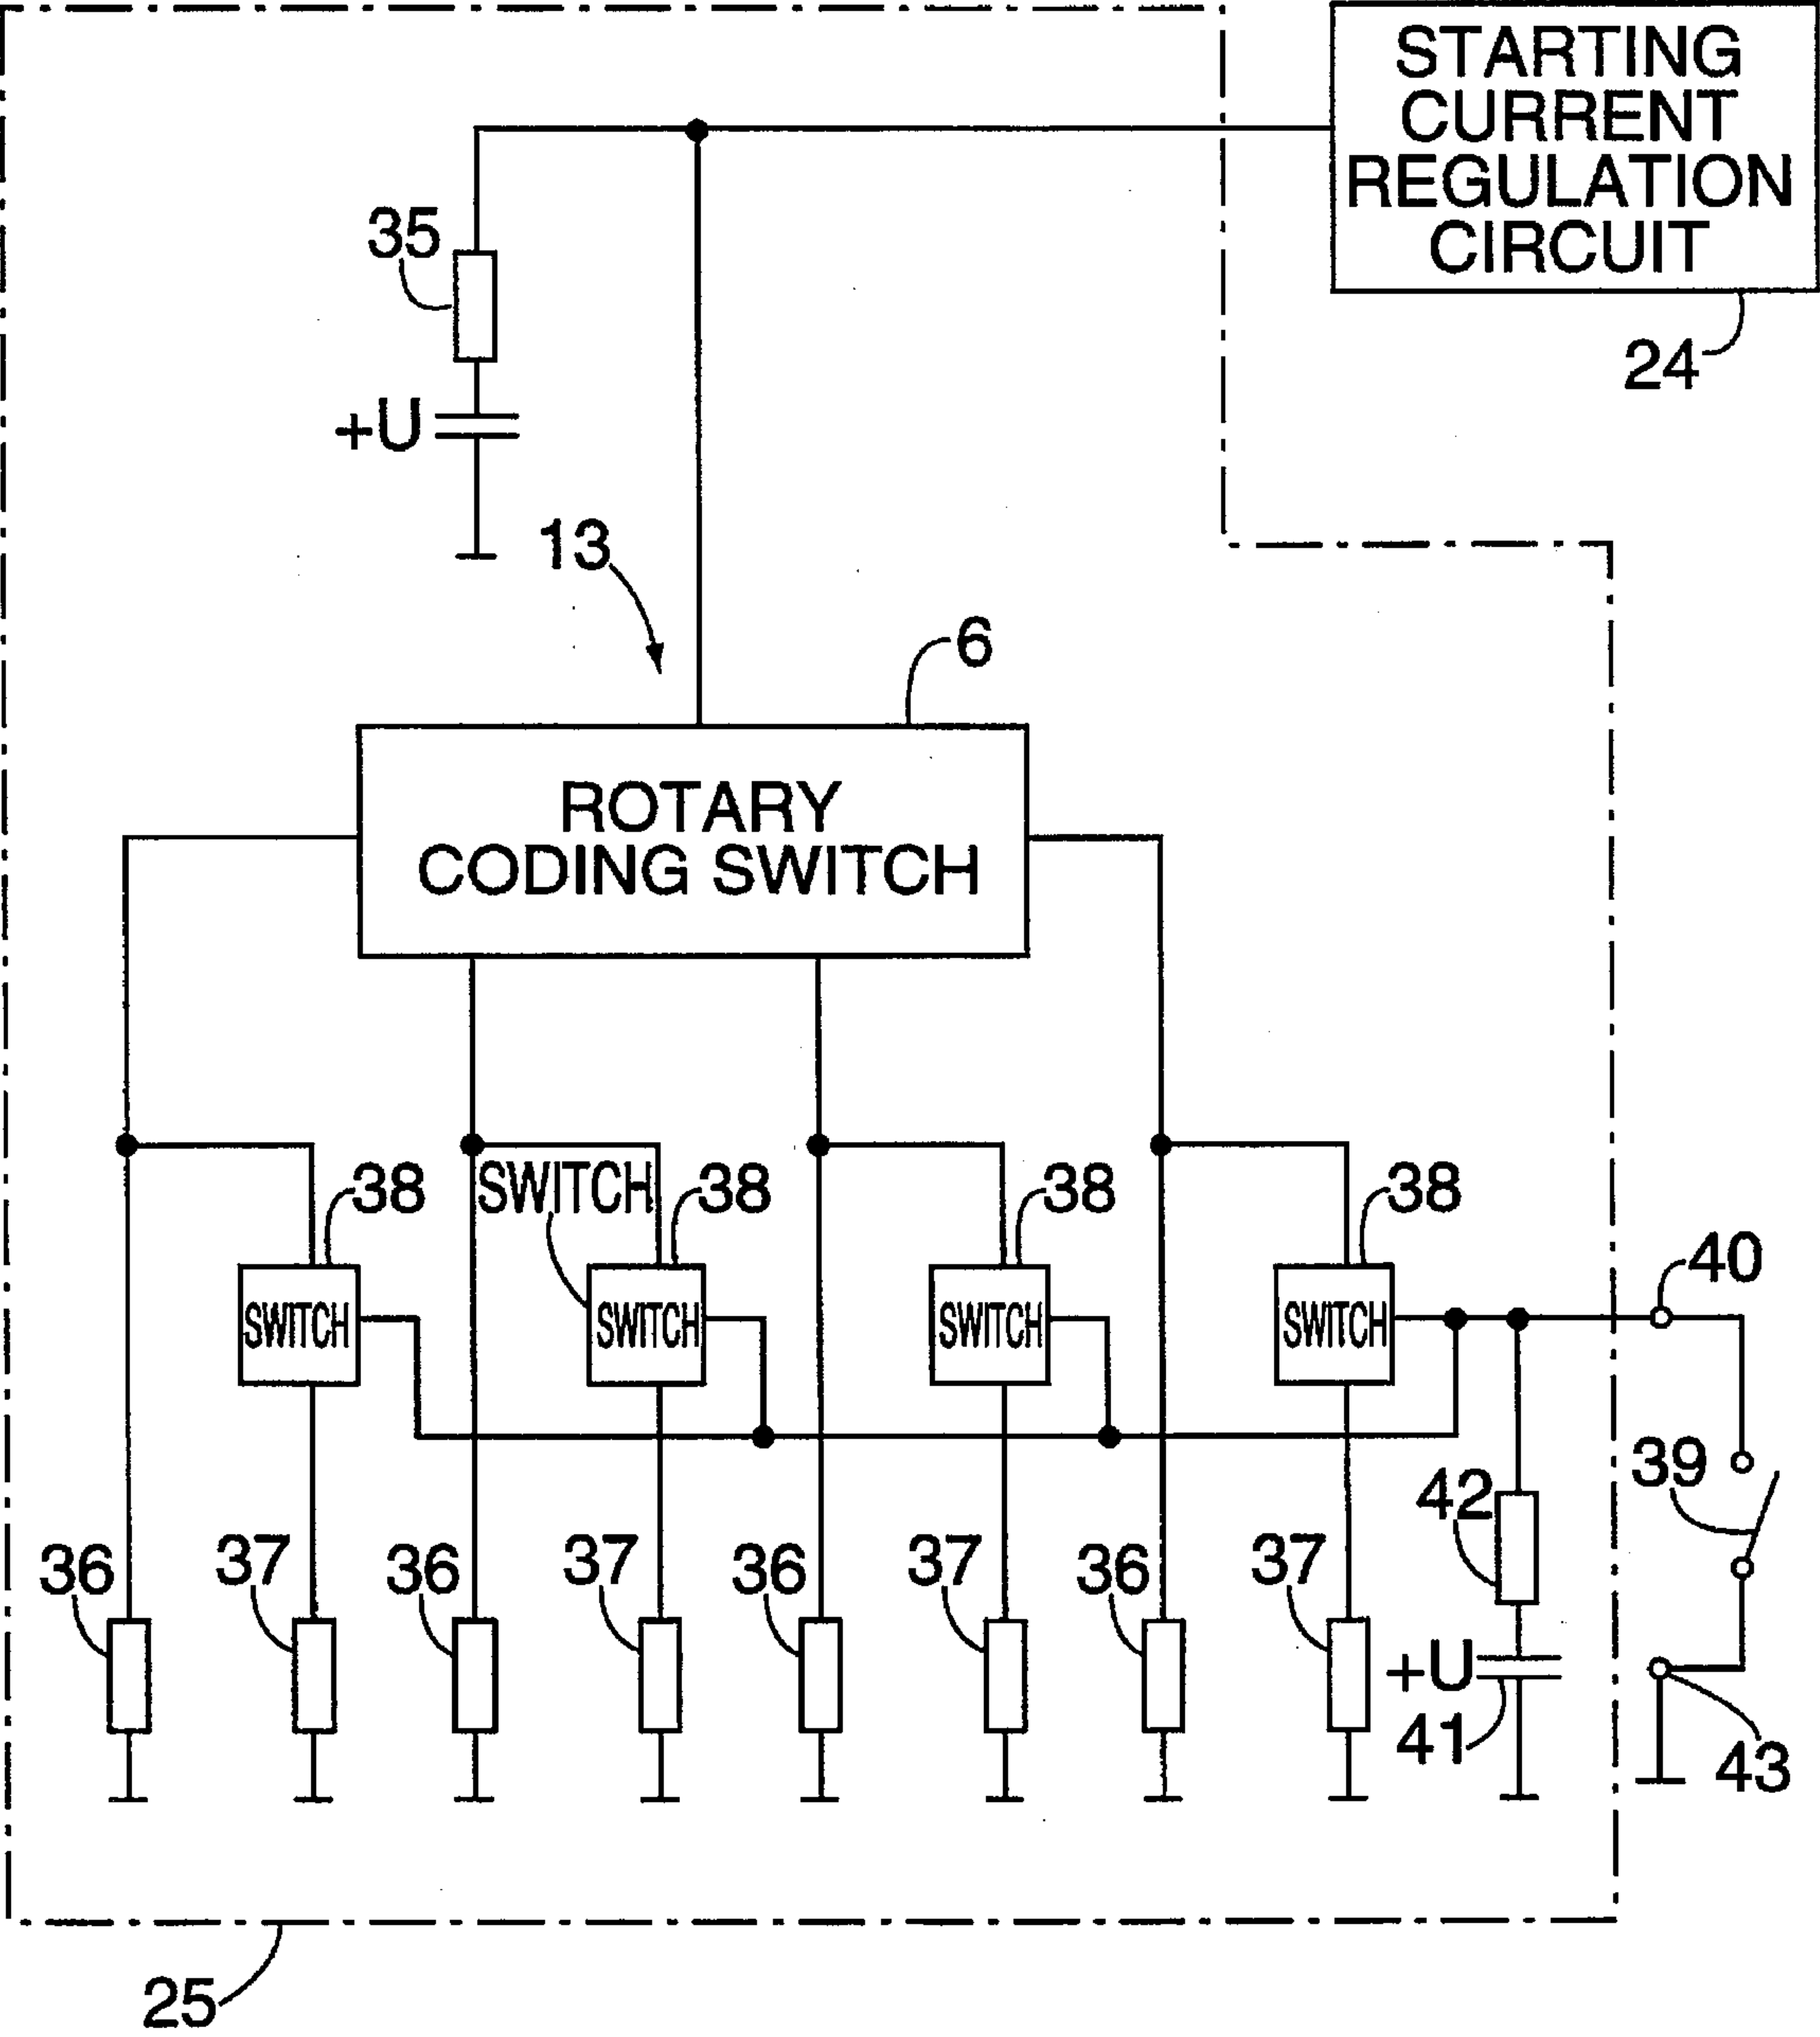 STARTING
CURRENT
REGULATION
CIRCUIT
24
35
+U
13
6
ROTARY
CODING SWITCH
38
SWITCH
38
38
38
40
SWITCH
SWITCH
SWITCH
SWITCH
39
42
36
37
36
37
36
37
36
37
+U
41
43
25